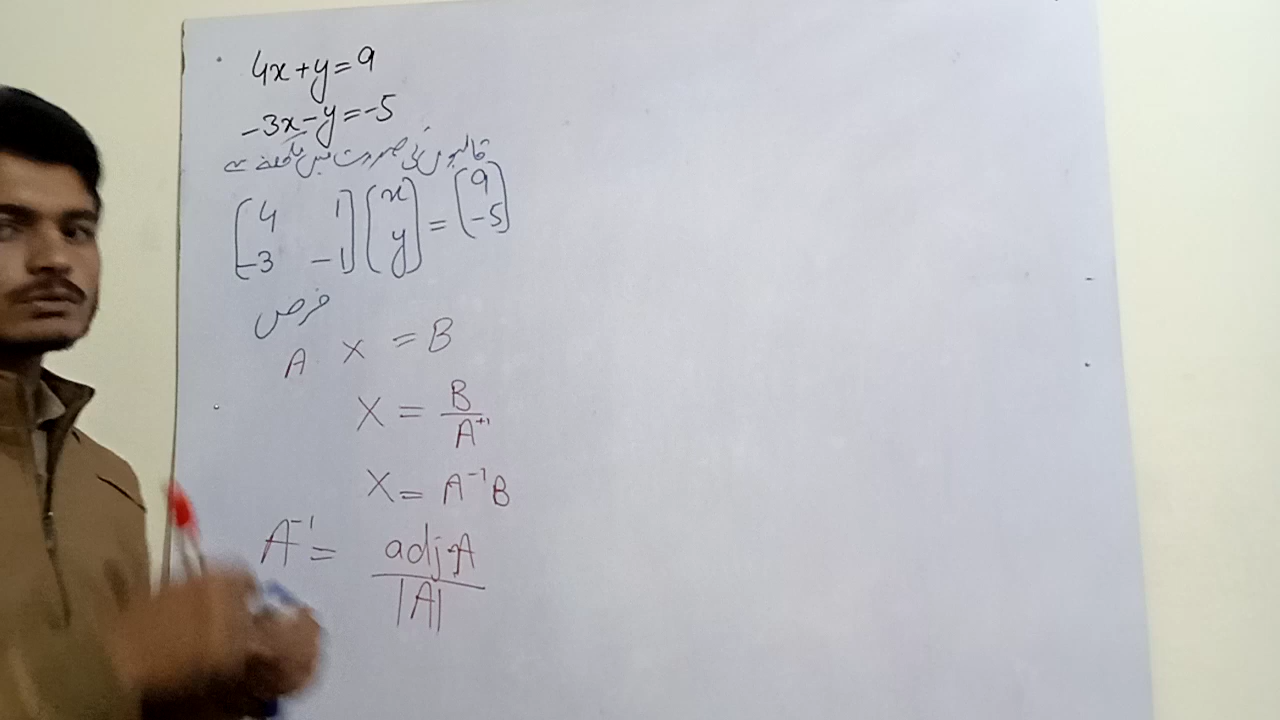 4x+y=9
-3x-y=-5
قالبوں کی صورت میں لکھنے سے
[4 1 -3 -1] [x y] = [9 -5]
فرض
A X = B
X = B / A⁺¹
X = A⁻¹B
A⁻¹ = adj A / |A|